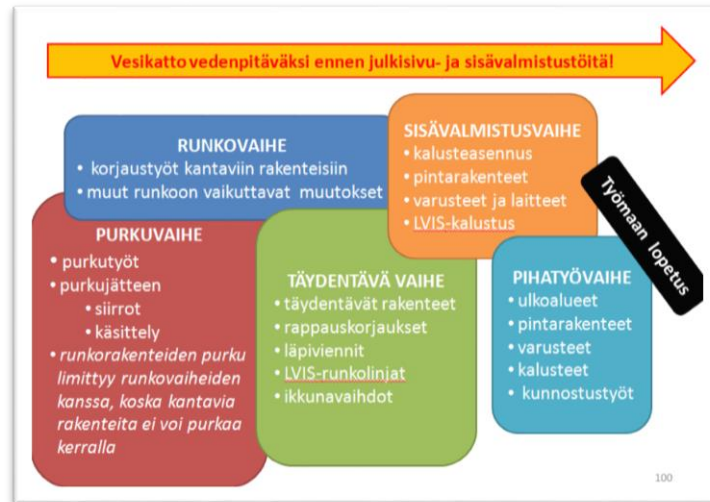 Vesikatto vedenpitäväksi ennen julkisivu- ja sisävalmistustöitä!
RUNKOVAIHE
• korjaustyöt kantaviin rakenteisiin
• muut runkoon vaikuttavat muutokset
SISÄVALMISTUSVAIHE
• kalusteasennus
• pintarakenteet
• varusteet ja laitteet
• LVIS-kalustus
Työmaan lopetus
PURKUVAIHE
• purkutyöt
• purkujätteen
• siirrot
• käsittely
• runkorakenteiden purku
limittyy runkovaiheiden
kanssa, koska kantavia
rakenteita ei voi purkaa
kerralla
TÄYDENTÄVÄ VAIHE
• täydentävät rakenteet
• rappauskorjaukset
• läpiviennit
• LVIS-runkolinjat
• ikkunavaihdot
PIHATYÖVAIHE
• ulkoalueet
• pintarakenteet
• varusteet
• kalusteet
• kunnostustyöt
100